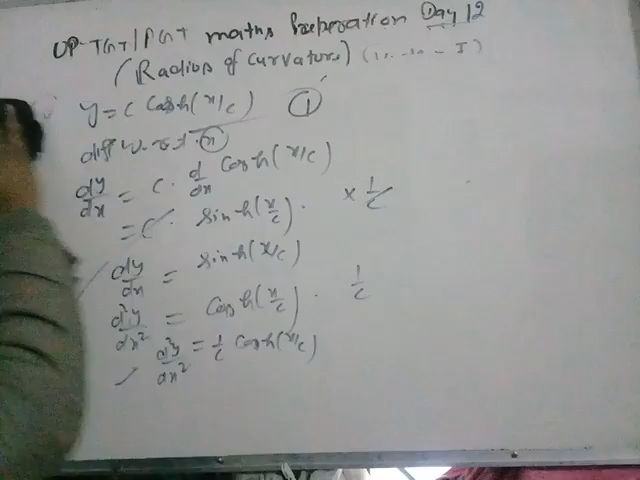 UP-TGT/PGT maths Preparation Day 12
(Radius of curvature)
y = c Cosh(x/c) ①
diff w.r.t. (x)
dy/dx = c · d/dx Cosh(x/c)
= c · Sinh(x/c) · × 1/c
dy/dx = Sinh(x/c)
d²y/dx² = Cosh(x/c) · 1/c
d²y/dx² = 1/c Cosh(x/c)